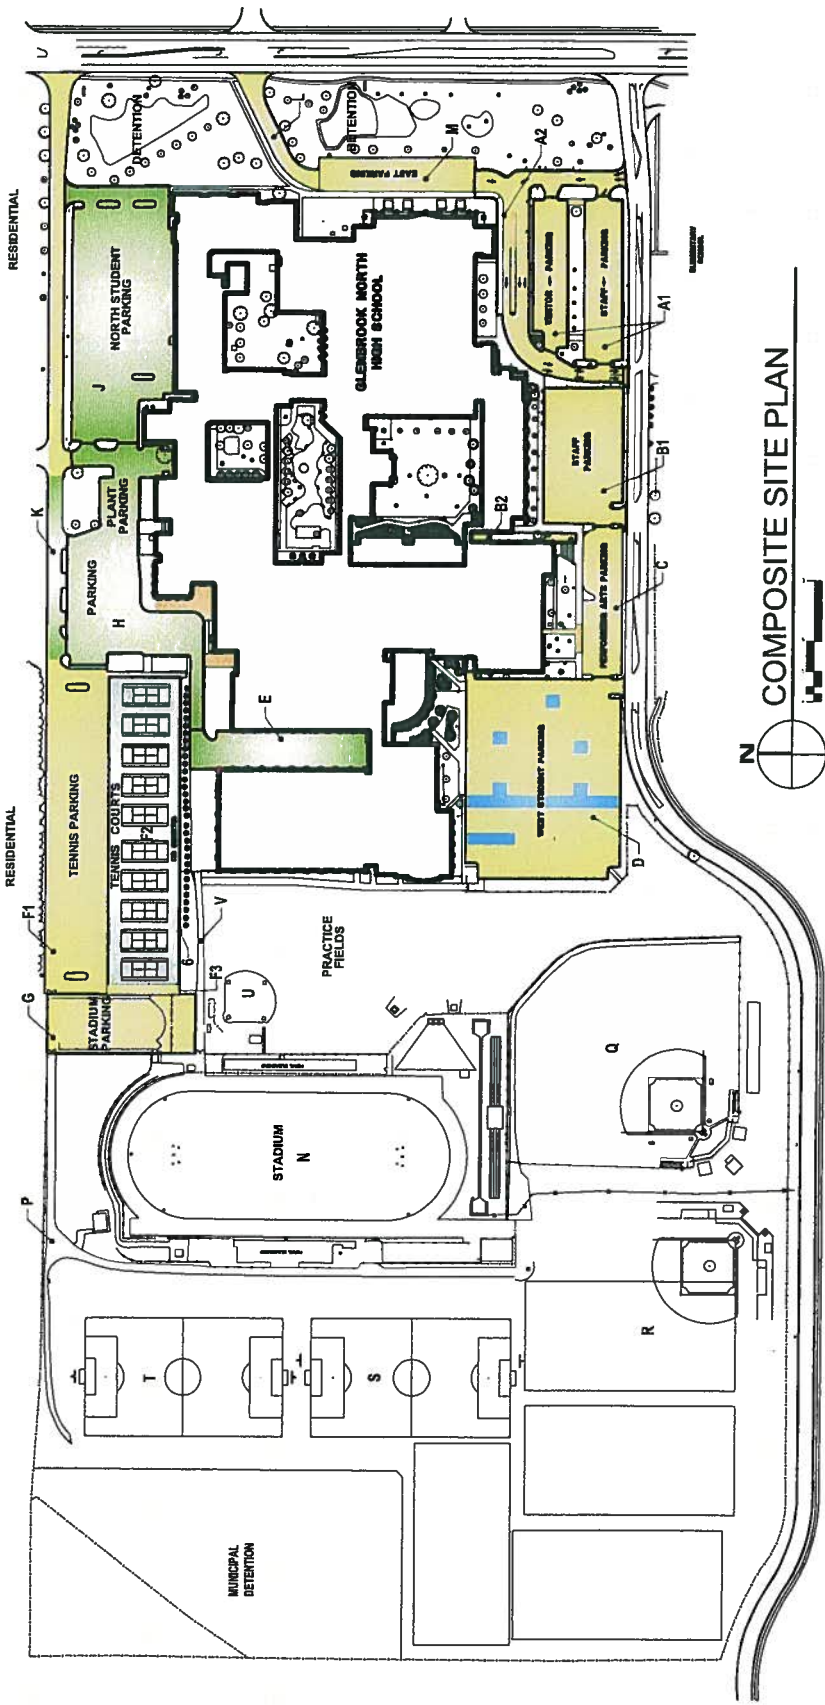 RESIDENTIAL
RESIDENTIAL
DETENTION
DETENTION
L
M
EAST PARKING
A2
K
J
NORTH STUDENT
PARKING
PLANT
PARKING
PARKING
H
GLENBROOK NORTH
HIGH SCHOOL
VISITOR
PARKING
STAFF
PARKING
A1
ELEMENTARY
SCHOOL
STAFF
PARKING
B1
B2
PERFORMING ARTS PARKING
C
E
WEST STUDENT PARKING
D
F1
TENNIS PARKING
TENNIS COURTS
F2
6
V
F3
G
STADIUM
PARKING
U
PRACTICE
FIELDS
P
STADIUM
N
Q
R
T
S
MUNICIPAL
DETENTION
N
COMPOSITE SITE PLAN